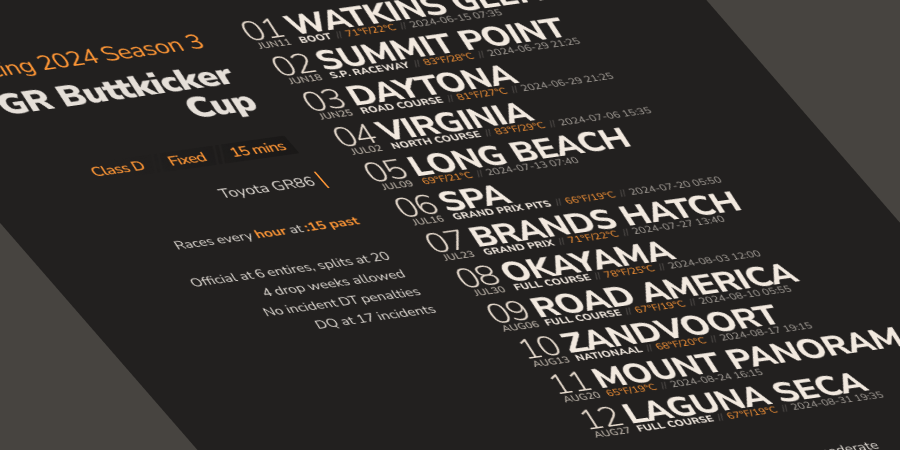 ing 2024 Season 3
GR Buttkicker
Cup
Class D Fixed 15 mins
Toyota GR86
Races every hour at :15 past
Official at 6 entires, splits at 20
4 drop weeks allowed
No incident DT penalties
DQ at 17 incidents
01 WATKINS GLEN
JUN11 BOOT // 71°F/22°C // 2024-06-15 07:35
02 SUMMIT POINT
JUN18 S.P. RACEWAY // 83°F/28°C // 2024-06-29 21:25
03 DAYTONA
JUN25 ROAD COURSE // 81°F/27°C // 2024-06-29 21:25
04 VIRGINIA
JUL02 NORTH COURSE // 83°F/29°C // 2024-07-06 15:35
05 LONG BEACH
JUL09 69°F/21°C // 2024-07-13 07:40
06 SPA
JUL16 GRAND PRIX PITS // 66°F/19°C // 2024-07-20 05:50
07 BRANDS HATCH
JUL23 GRAND PRIX // 71°F/22°C // 2024-07-27 13:40
08 OKAYAMA
JUL30 FULL COURSE // 78°F/25°C // 2024-08-03 12:00
09 ROAD AMERICA
AUG06 FULL COURSE // 67°F/19°C // 2024-08-10 05:55
10 ZANDVOORT
AUG13 NATIONAAL // 68°F/20°C // 2024-08-17 19:15
11 MOUNT PANORAM
AUG20 65°F/19°C // 2024-08-24 16:15
12 LAGUNA SECA
AUG27 FULL COURSE // 67°F/19°C // 2024-08-31 19:35
derate